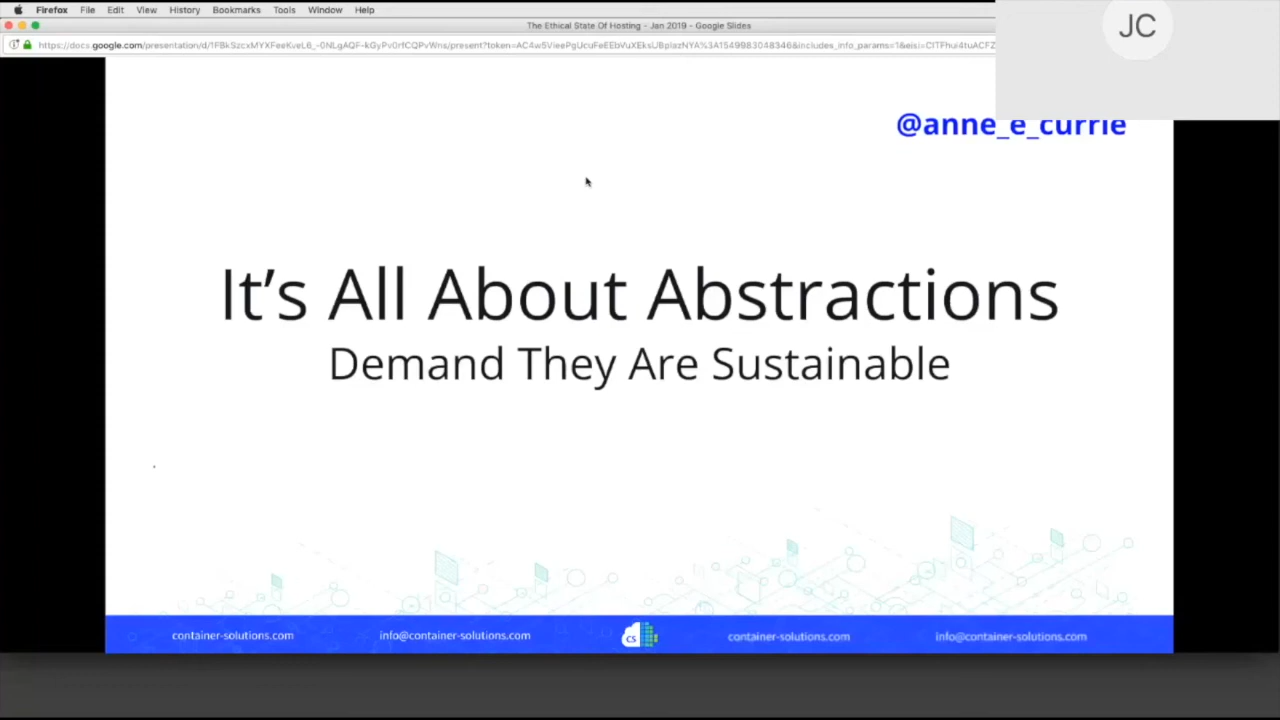 Firefox File Edit View History Bookmarks Tools Window Help
The Ethical State Of Hosting - Jan 2019 - Google Slides
JC
@anne_e_currie
It’s All About Abstractions
Demand They Are Sustainable
container-solutions.com info@container-solutions.com CS container-solutions.com info@container-solutions.com